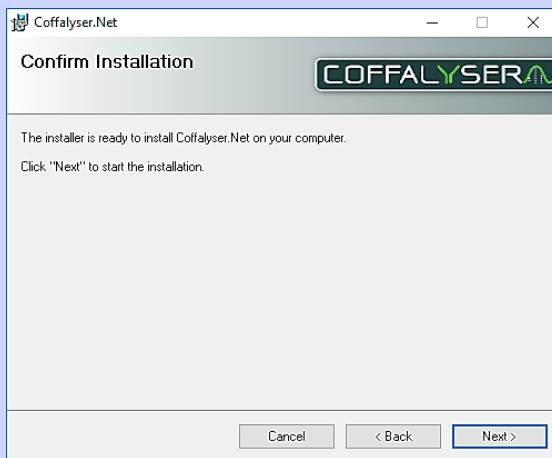 Coffalyser.Net
Confirm Installation
COFFALYSER
The installer is ready to install Coffalyser.Net on your computer.
Click "Next" to start the installation.
Cancel
< Back
Next >